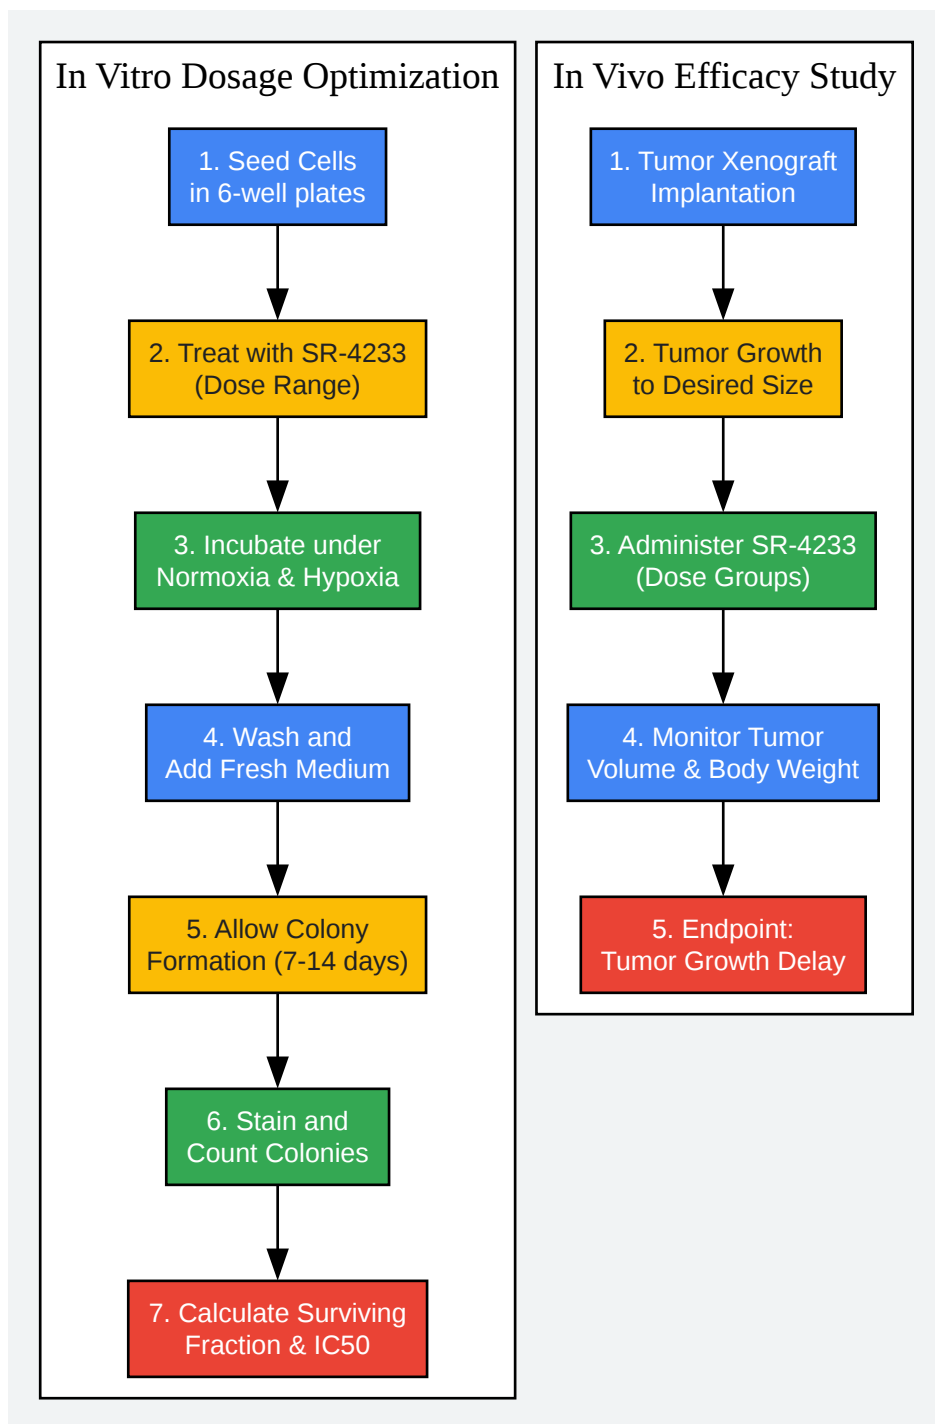 In Vitro Dosage Optimization
1. Seed Cells
in 6-well plates
2. Treat with SR-4233
(Dose Range)
3. Incubate under
Normoxia & Hypoxia
4. Wash and
Add Fresh Medium
5. Allow Colony
Formation (7-14 days)
6. Stain and
Count Colonies
7. Calculate Surviving
Fraction & IC50
In Vivo Efficacy Study
1. Tumor Xenograft
Implantation
2. Tumor Growth
to Desired Size
3. Administer SR-4233
(Dose Groups)
4. Monitor Tumor
Volume & Body Weight
5. Endpoint:
Tumor Growth Delay